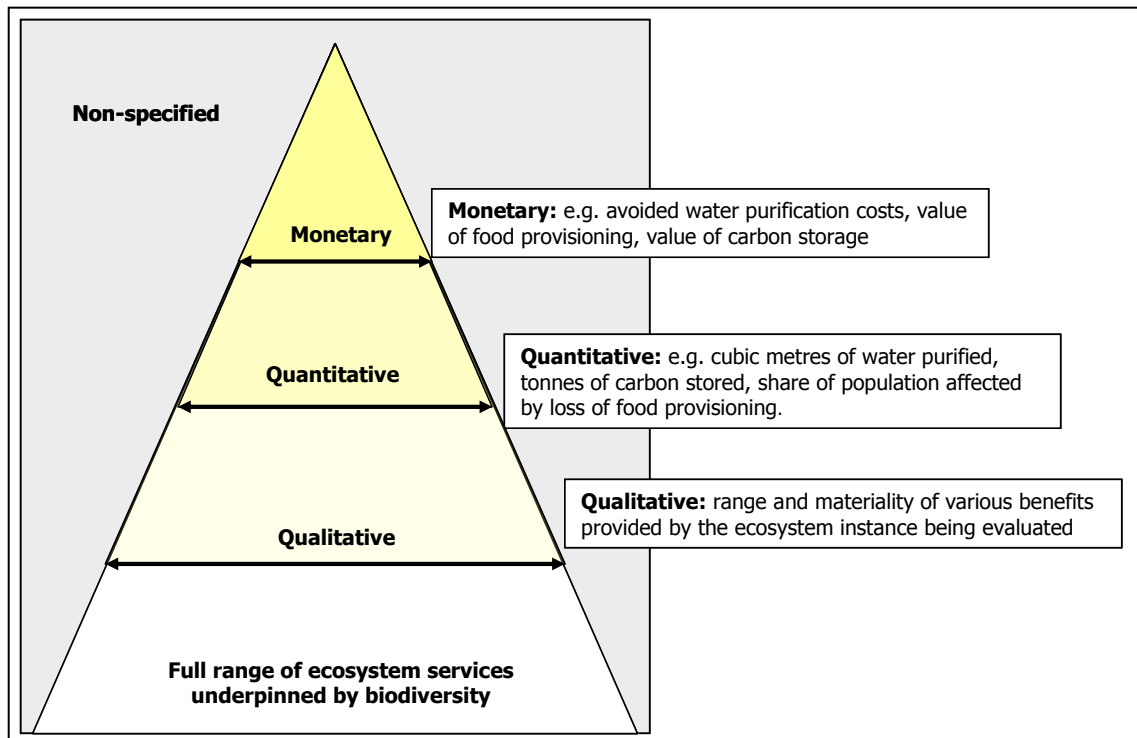 Non-specified
Monetary
Monetary: e.g. avoided water purification costs, value
of food provisioning, value of carbon storage
Quantitative
Quantitative: e.g. cubic metres of water purified,
tonnes of carbon stored, share of population affected
by loss of food provisioning.
Qualitative
Qualitative: range and materiality of various benefits
provided by the ecosystem instance being evaluated
Full range of ecosystem services
underpinned by biodiversity